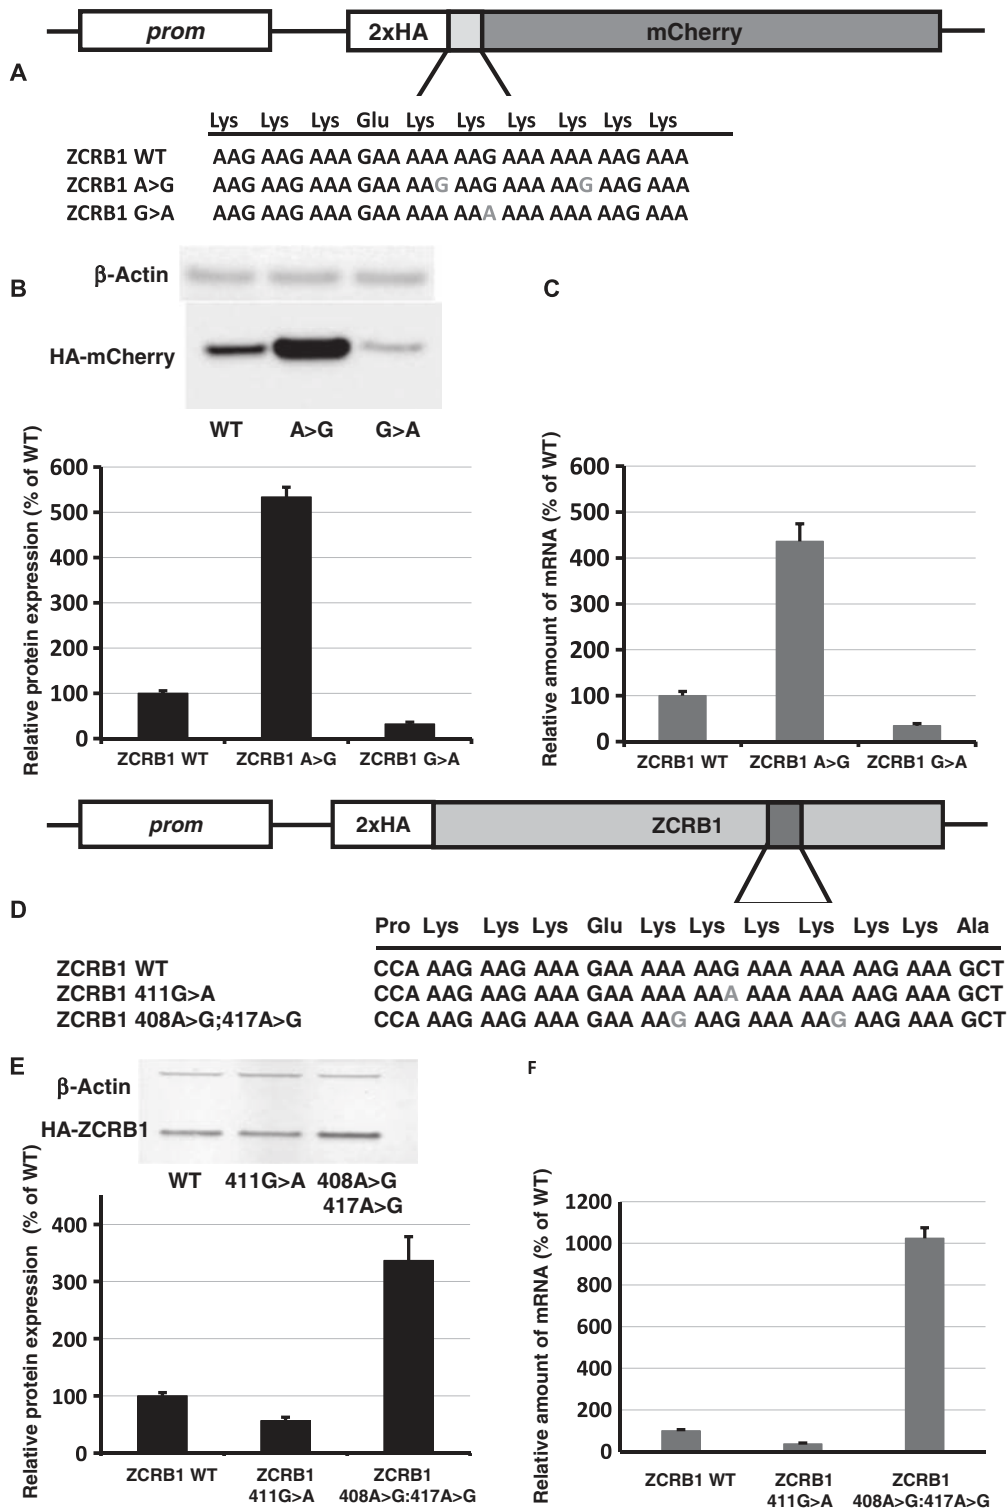 prom 2xHA mCherry
A
Lys Lys Lys Glu Lys Lys Lys Lys Lys Lys
ZCRB1 WT AAG AAG AAA GAA AAA AAG AAA AAA AAG AAA
ZCRB1 A>G AAG AAG AAA GAA AAG AAG AAA AAG AAG AAA
ZCRB1 G>A AAG AAG AAA GAA AAA AAA AAA AAA AAG AAA
B
β-Actin
HA-mCherry
WT A>G G>A
Relative protein expression (% of WT)
600
500
400
300
200
100
0
ZCRB1 WT ZCRB1 A>G ZCRB1 G>A
C
Relative amount of mRNA (% of WT)
600
500
400
300
200
100
0
ZCRB1 WT ZCRB1 A>G ZCRB1 G>A
prom 2xHA ZCRB1
D
Pro Lys Lys Lys Glu Lys Lys Lys Lys Lys Lys Ala
ZCRB1 WT CCA AAG AAG AAA GAA AAA AAG AAA AAA AAG AAA GCT
ZCRB1 411G>A CCA AAG AAG AAA GAA AAA AAA AAA AAA AAG AAA GCT
ZCRB1 408A>G;417A>G CCA AAG AAG AAA GAA AAG AAG AAA AAG AAG AAA GCT
E
β-Actin
HA-ZCRB1
WT 411G>A 408A>G
417A>G
Relative protein expression (% of WT)
400
300
200
100
0
ZCRB1 WT ZCRB1 ZCRB1
411G>A 408A>G:417A>G
F
Relative amount of mRNA (% of WT)
1200
1000
800
600
400
200
0
ZCRB1 WT ZCRB1 ZCRB1
411G>A 408A>G:417A>G